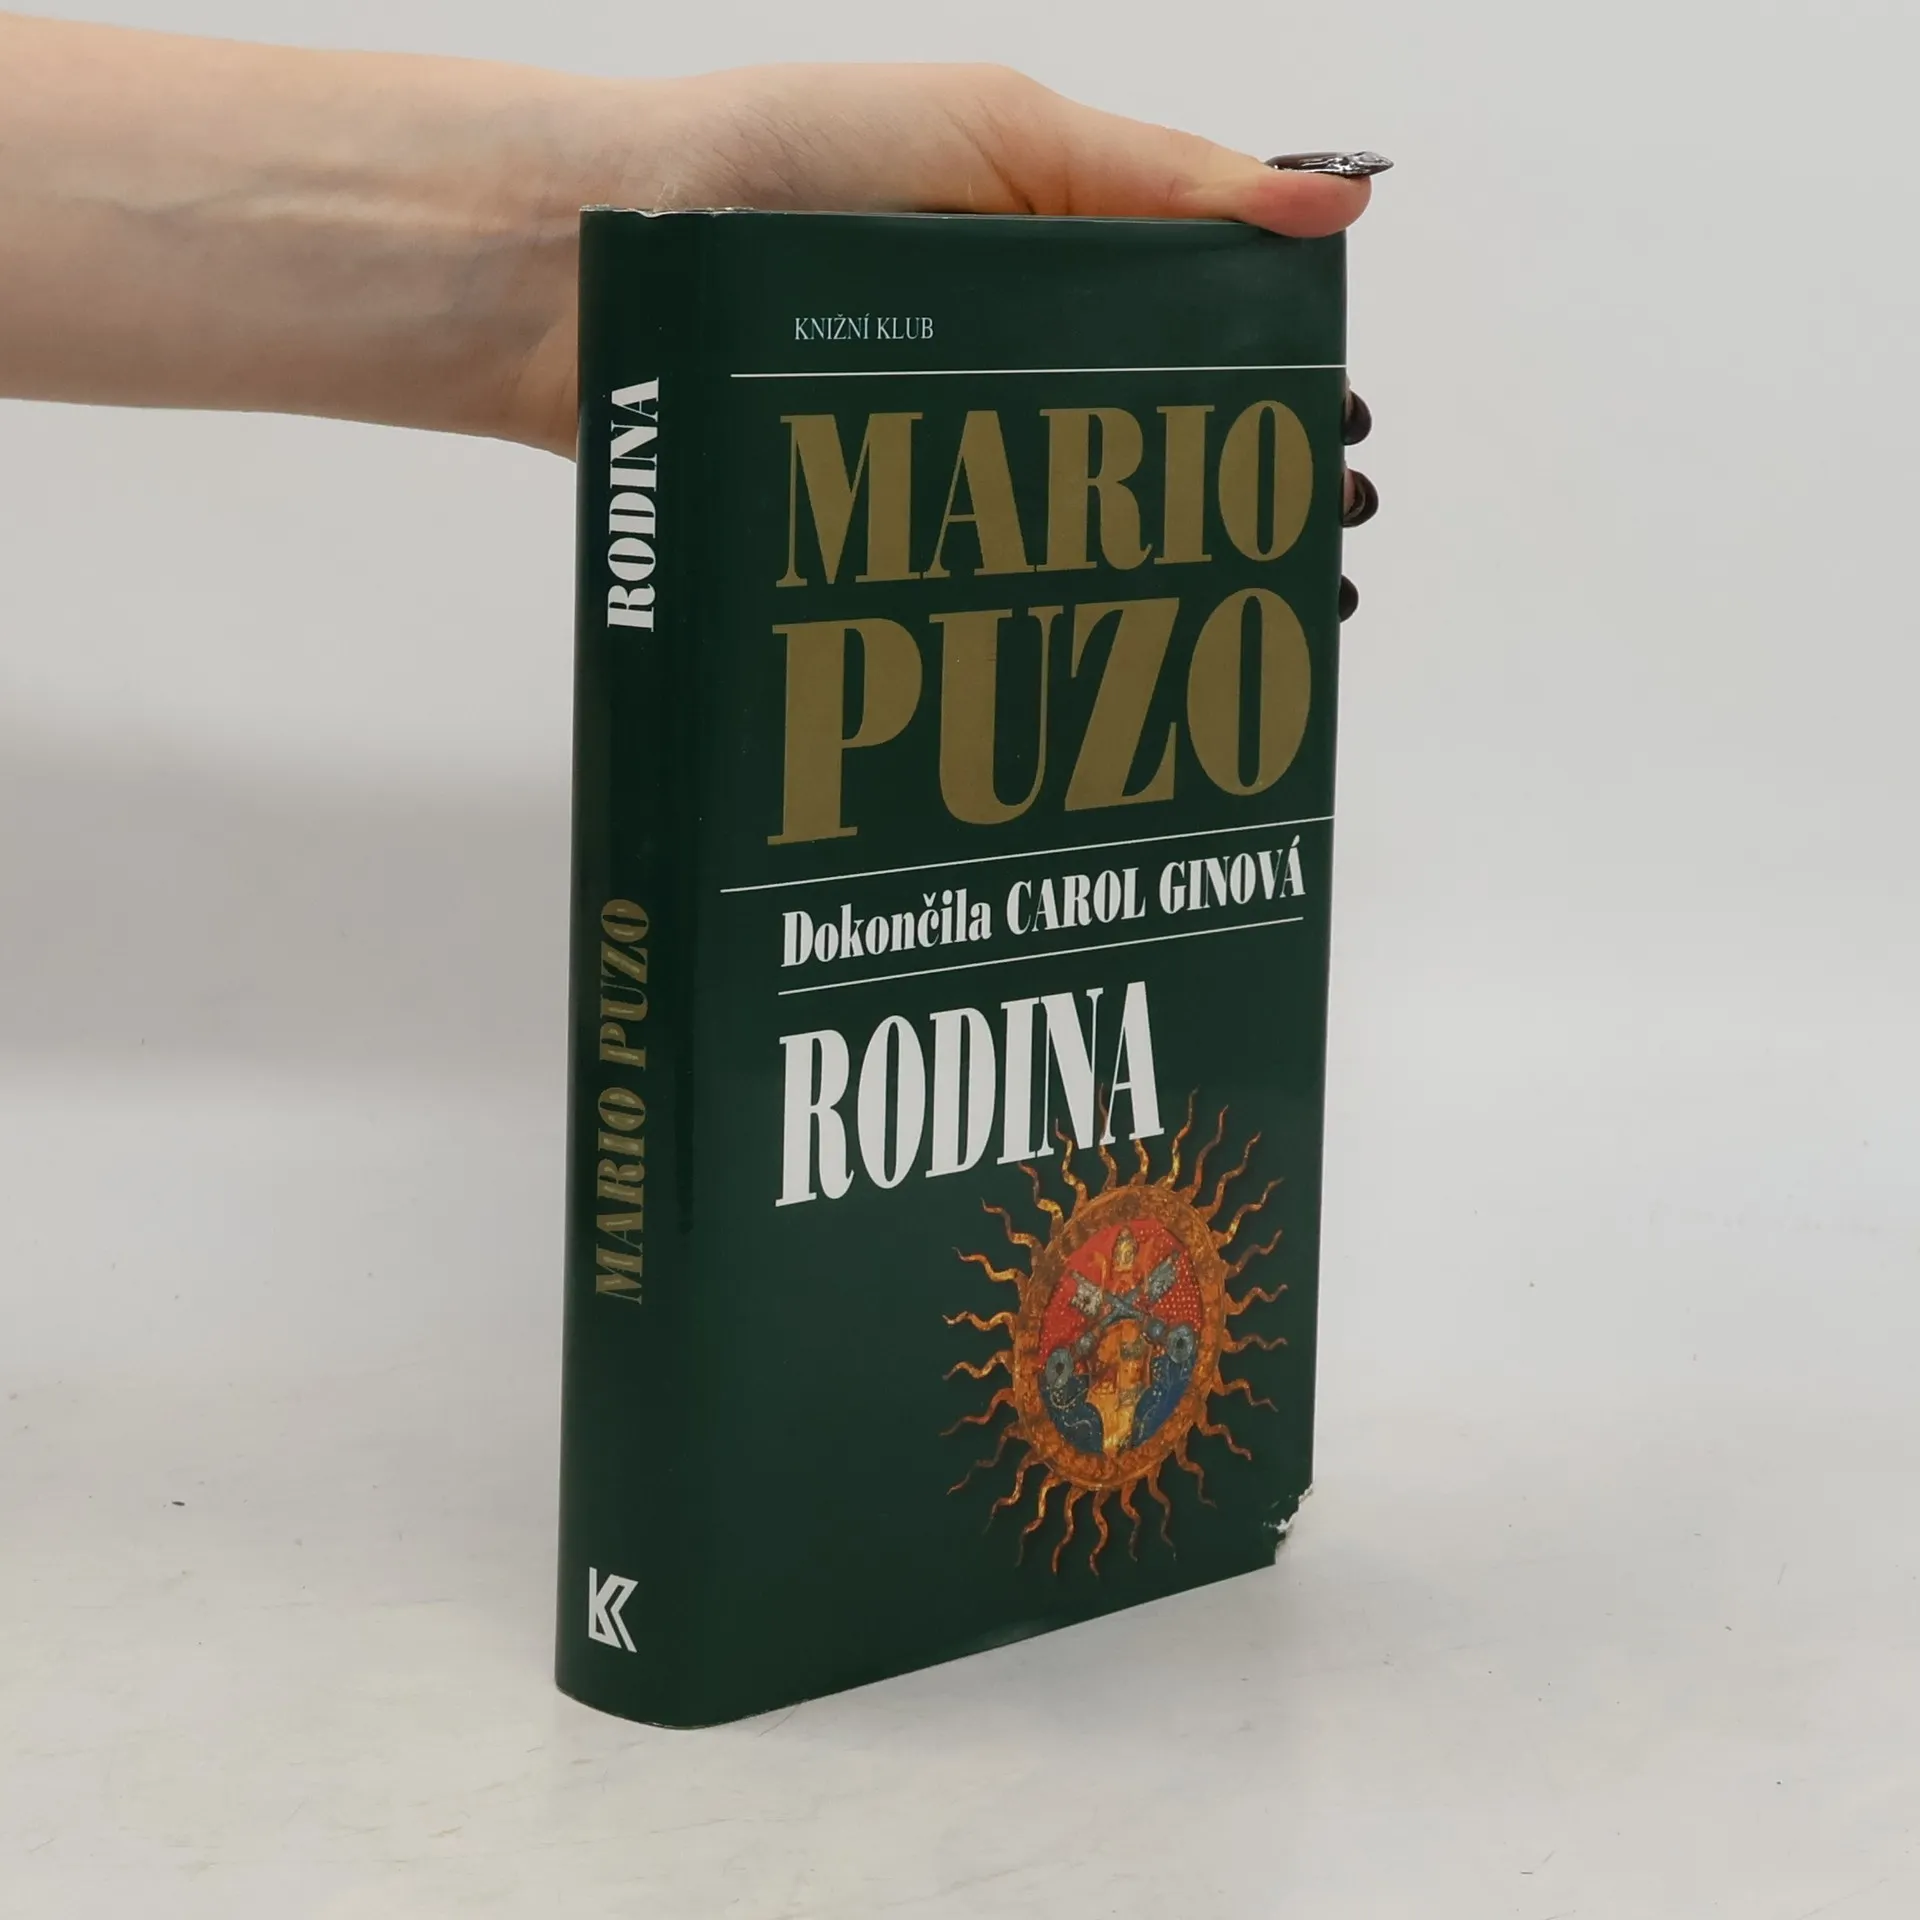 KNIŽNÍ KLUB
MARIO
PUZO
Dokončila CAROL GINOVÁ
RODINA
RODINA
MARIO PUZO